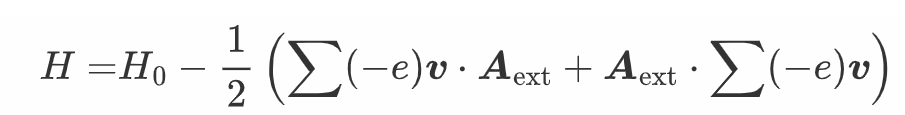 H =H₀ − 1/2 (∑(−e)𝒗 · 𝑨ₑₓₜ + 𝑨ₑₓₜ · ∑(−e)𝒗)